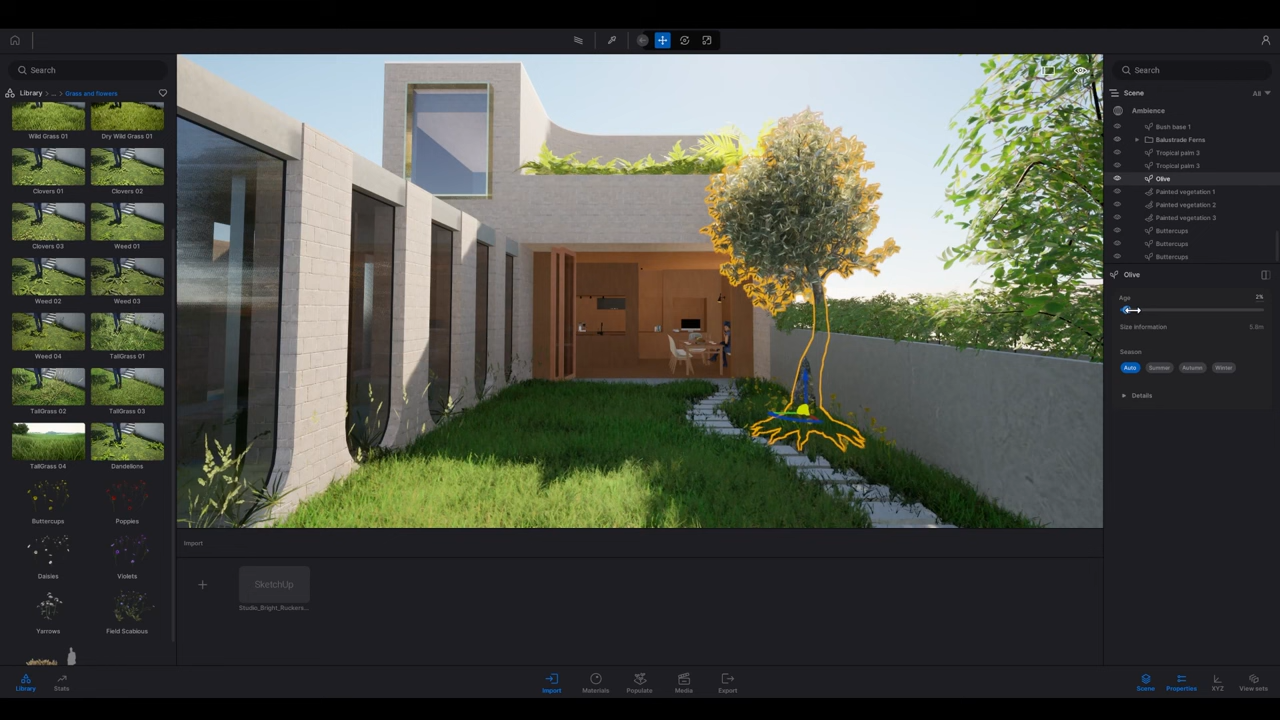 Search
Library > ... > Grass and flowers
Wild Grass 01
Dry Wild Grass 01
Clovers 01
Clovers 02
Clovers 03
Weed 01
Weed 02
Weed 03
Weed 04
TallGrass 01
TallGrass 02
TallGrass 03
TallGrass 04
Dandelions
Buttercups
Poppies
Daisies
Violets
Yarrows
Field Scabious
Library
Stats
Import
SketchUp
Studio_Bright_Ruckers...
Import
Materials
Populate
Media
Export
Search
Scene
All
Ambience
Bush base 1
Balustrade Ferns
Tropical palm 3
Tropical palm 3
Olive
Painted vegetation 1
Painted vegetation 2
Painted vegetation 3
Buttercups
Buttercups
Buttercups
Olive
Age 2%
Size information 5.8m
Season
Auto Summer Autumn Winter
Details
Scene
Properties
XYZ
View sets